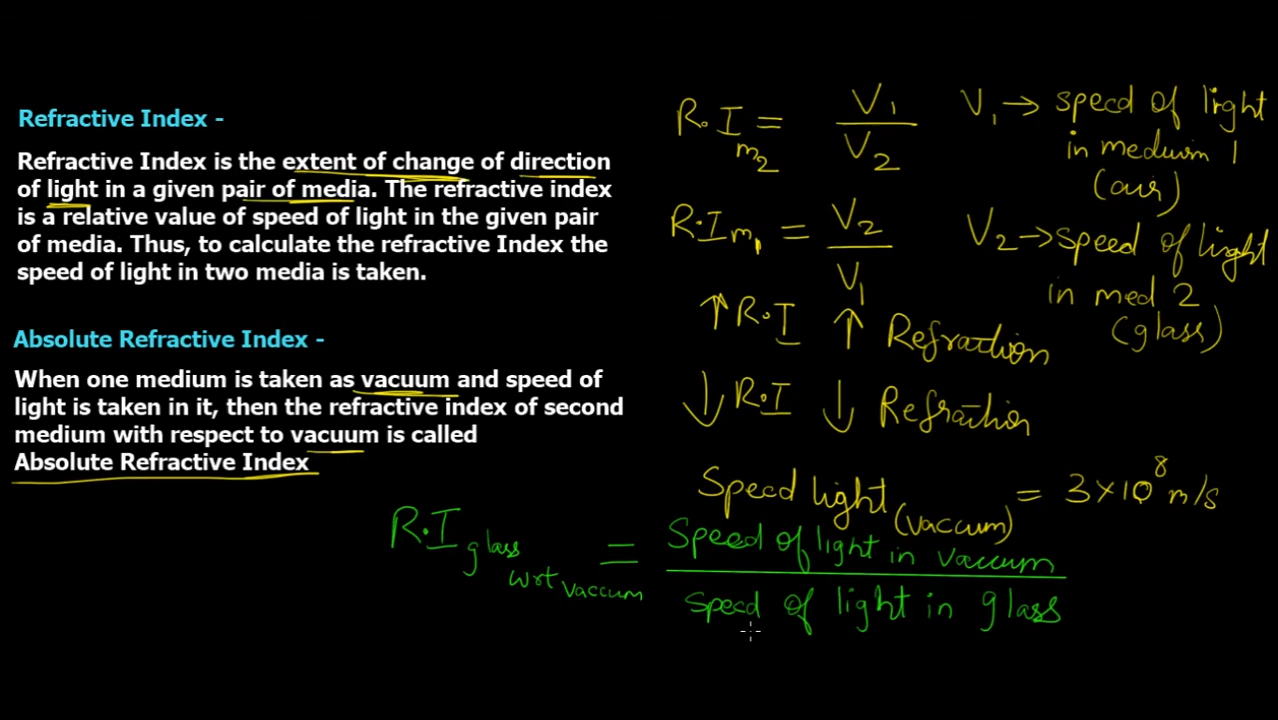 Refractive Index -
Refractive Index is the extent of change of direction
of light in a given pair of media. The refractive index
is a relative value of speed of light in the given pair
of media. Thus, to calculate the refractive Index the
speed of light in two media is taken.
Absolute Refractive Index -
When one medium is taken as vacuum and speed of
light is taken in it, then the refractive index of second
medium with respect to vacuum is called
Absolute Refractive Index
R.I m₂ = V₁ / V₂
V₁ → speed of light
in medium 1
(air)
R.I m₁ = V₂ / V₁
V₂ → speed of light
in med 2
(glass)
↑ R.I ↑ Refraction
↓ R.I ↓ Refraction
Speed light (vaccum) = 3×10⁸ m/s
R.I glass wrt vaccum = Speed of light in vaccum / Speed of light in glass